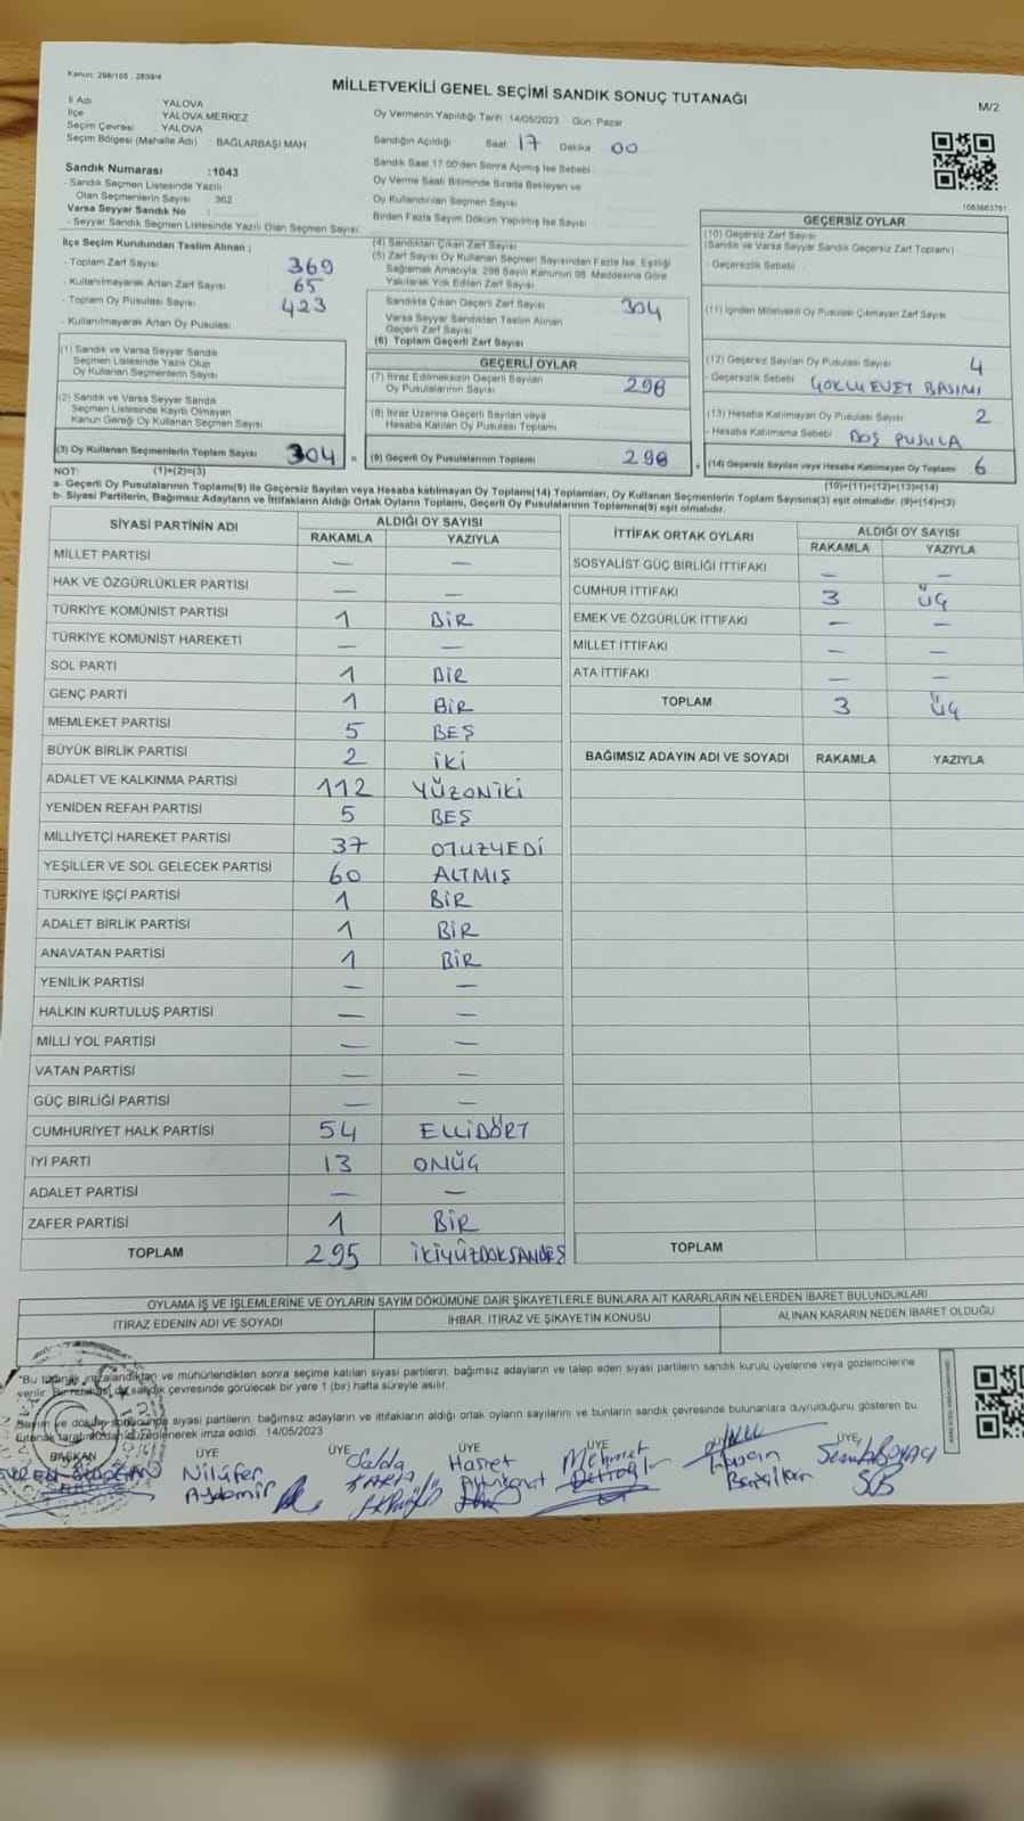 Kanun: 298/105 , 2839/4
MİLLETVEKİLİ GENEL SEÇİMİ SANDIK SONUÇ TUTANAĞI
M/2
İl Adı : YALOVA
İlçe : YALOVA MERKEZ
Seçim Çevresi : YALOVA
Seçim Bölgesi (Mahalle Adı) : BAĞLARBAŞI MAH
Oy Vermenin Yapıldığı Tarih 14/05/2023 Gün: Pazar
Sandığın Açıldığı Saat 17 Dakika 00
Sandık Saat 17.00'den Sonra Açılmış İse Sebebi
Oy Verme Saati Bitiminde Sırada Bekleyen ve
Oy Kullandırılan Seçmen Sayısı
Birden Fazla Sayım Döküm Yapılmış İse Sayısı
Sandık Numarası :1043
- Sandık Seçmen Listesinde Yazılı
Olan Seçmenlerin Sayısı : 362
Varsa Seyyar Sandık No :
- Seyyar Sandık Seçmen Listesinde Yazılı Olan Seçmen Sayısı
İlçe Seçim Kurulundan Teslim Alınan ;
- Toplam Zarf Sayısı 369
- Kullanılmayarak Artan Zarf Sayısı 65
- Toplam Oy Pusulası Sayısı 423
- Kullanılmayarak Artan Oy Pusulası
(1) Sandık ve Varsa Seyyar Sandık
Seçmen Listesinde Yazılı Olup
Oy Kullanan Seçmenlerin Sayısı
(2) Sandık ve Varsa Seyyar Sandık
Seçmen Listesinde Kayıtlı Olmayan
Kanun Gereği Oy Kullanan Seçmen Sayısı
(3) Oy Kullanan Seçmenlerin Toplam Sayısı 304 =
(4) Sandıktan Çıkan Zarf Sayısı
(5) Zarf Sayısı Oy Kullanan Seçmen Sayısından Fazla İse, Eşitliği
Sağlamak Amacıyla, 298 Sayılı Kanunun 98. Maddesine Göre
Yakılarak Yok Edilen Zarf Sayısı
Sandıkta Çıkan Geçerli Zarf Sayısı 304
Varsa Seyyar Sandıktan Teslim Alınan
Geçerli Zarf Sayısı
(6) Toplam Geçerli Zarf Sayısı
GEÇERLİ OYLAR
(7) İtiraz Edilmeksizin Geçerli Sayılan
Oy Pusulalarının Sayısı 298
(8) İtiraz Üzerine Geçerli Sayılan veya
Hesaba Katılan Oy Pusulası Toplamı
(9) Geçerli Oy Pusulalarının Toplamı 298 +
GEÇERSİZ OYLAR
(10) Geçersiz Zarf Sayısı
(Sandık ve Varsa Seyyar Sandık Geçersiz Zarf Toplamı)
- Geçersizlik Sebebi
(11) İçinden Milletvekili Oy Pusulası Çıkmayan Zarf Sayısı
(12) Geçersiz Sayılan Oy Pusulası Sayısı 4
- Geçersizlik Sebebi ÇOKLU EVET BASIMI
(13) Hesaba Katılmayan Oy Pusulası Sayısı 2
- Hesaba Katılmama Sebebi BOŞ PUSULA
(14) Geçersiz Sayılan veya Hesaba Katılmayan Oy Toplamı 6
NOT: (1)+(2)=(3) (10)+(11)+(12)+(13)=(14)
a- Geçerli Oy Pusulalarının Toplamı(9) ile Geçersiz Sayılan veya Hesaba katılmayan Oy Toplamı(14) Toplamları, Oy Kullanan Seçmenlerin Toplam Sayısına(3) eşit olmalıdır. (9)+(14)=(3)
b- Siyasi Partilerin, Bağımsız Adayların ve İttifakların Aldığı Ortak Oyların Toplamı, Geçerli Oy Pusulalarının Toplamına(9) eşit olmalıdır.
SİYASİ PARTİNİN ADI ALDIĞI OY SAYISI
RAKAMLA YAZIYLA
MİLLET PARTİSİ — —
HAK VE ÖZGÜRLÜKLER PARTİSİ — —
TÜRKİYE KOMÜNİST PARTİSİ 1 BİR
TÜRKİYE KOMÜNİST HAREKETİ — —
SOL PARTİ 1 BİR
GENÇ PARTİ 1 BİR
MEMLEKET PARTİSİ 5 BEŞ
BÜYÜK BİRLİK PARTİSİ 2 İKİ
ADALET VE KALKINMA PARTİSİ 112 YÜZONİKİ
YENİDEN REFAH PARTİSİ 5 BEŞ
MİLLİYETÇİ HAREKET PARTİSİ 37 OTUZYEDİ
YEŞİLLER VE SOL GELECEK PARTİSİ 60 ALTMIŞ
TÜRKİYE İŞÇİ PARTİSİ 1 BİR
ADALET BİRLİK PARTİSİ 1 BİR
ANAVATAN PARTİSİ 1 BİR
YENİLİK PARTİSİ — —
HALKIN KURTULUŞ PARTİSİ — —
MİLLİ YOL PARTİSİ — —
VATAN PARTİSİ — —
GÜÇ BİRLİĞİ PARTİSİ — —
CUMHURİYET HALK PARTİSİ 54 ELLİDÖRT
İYİ PARTİ 13 ONÜÇ
ADALET PARTİSİ — —
ZAFER PARTİSİ 1 BİR
TOPLAM 295 İKİYÜZDOKSANBEŞ
İTTİFAK ORTAK OYLARI ALDIĞI OY SAYISI
RAKAMLA YAZIYLA
SOSYALİST GÜÇ BİRLİĞİ İTTİFAKI — —
CUMHUR İTTİFAKI 3 ÜÇ
EMEK VE ÖZGÜRLÜK İTTİFAKI — —
MİLLET İTTİFAKI — —
ATA İTTİFAKI — —
TOPLAM 3 ÜÇ
BAĞIMSIZ ADAYIN ADI VE SOYADI RAKAMLA YAZIYLA
TOPLAM
OYLAMA İŞ VE İŞLEMLERİNE VE OYLARIN SAYIM DÖKÜMÜNE DAİR ŞİKAYETLERLE BUNLARA AİT KARARLARIN NELERDEN İBARET BULUNDUKLARI
İTİRAZ EDENİN ADI VE SOYADI İHBAR, İTİRAZ VE ŞİKAYETİN KONUSU ALINAN KARARIN NEDEN İBARET OLDUĞU
"Bu tutanak imzalandıktan ve mühürlendikten sonra seçime katılan siyasi partilerin, bağımsız adayların ve talep eden siyasi partilerin sandık kurulu üyelerine veya gözlemcilerine
verilir. Bir nüshası da sandık çevresinde görülecek bir yere 1 (bir) hafta süreyle asılır.
Sayım ve döküm sonucunda siyasi partilerin, bağımsız adayların ve ittifakların aldığı ortak oyların sayılarını ve bunların sandık çevresinde bulunanlara duyrulduğunu gösteren bu
tutanak tarafımızdan düzenlenerek imza edildi. 14/05/2023
BAŞKAN ÜYE ÜYE ÜYE ÜYE ÜYE
Nilüfer Hasret Mehmet
Aydemir